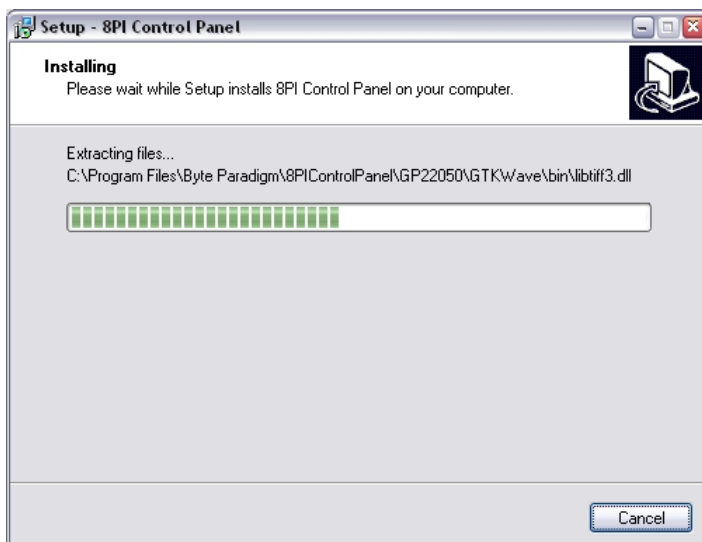 Setup - 8PI Control Panel
Installing
Please wait while Setup installs 8PI Control Panel on your computer.
Extracting files...
C:\Program Files\Byte Paradigm\8PIControlPanel\GP22050\GTKWave\bin\libtiff3.dll
Cancel